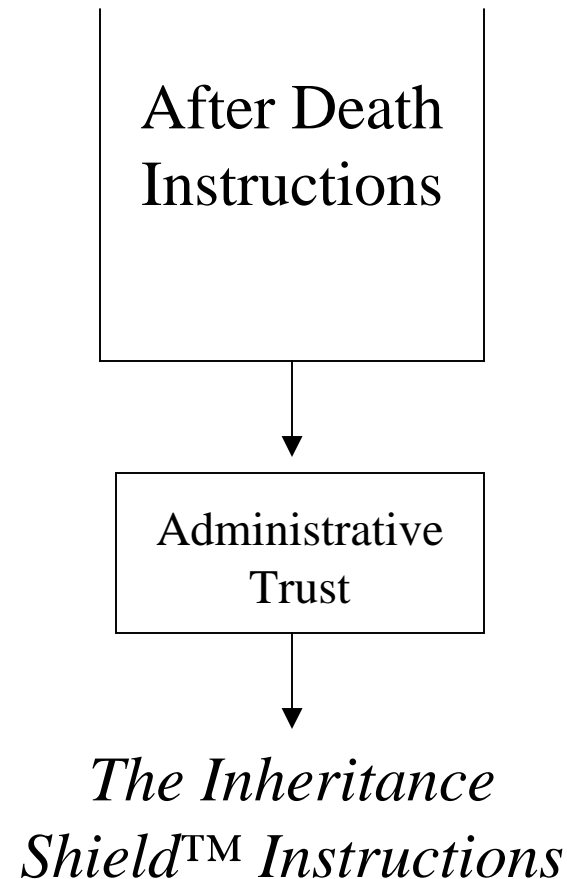 After Death
Instructions
Administrative
Trust
The Inheritance
Shield™ Instructions